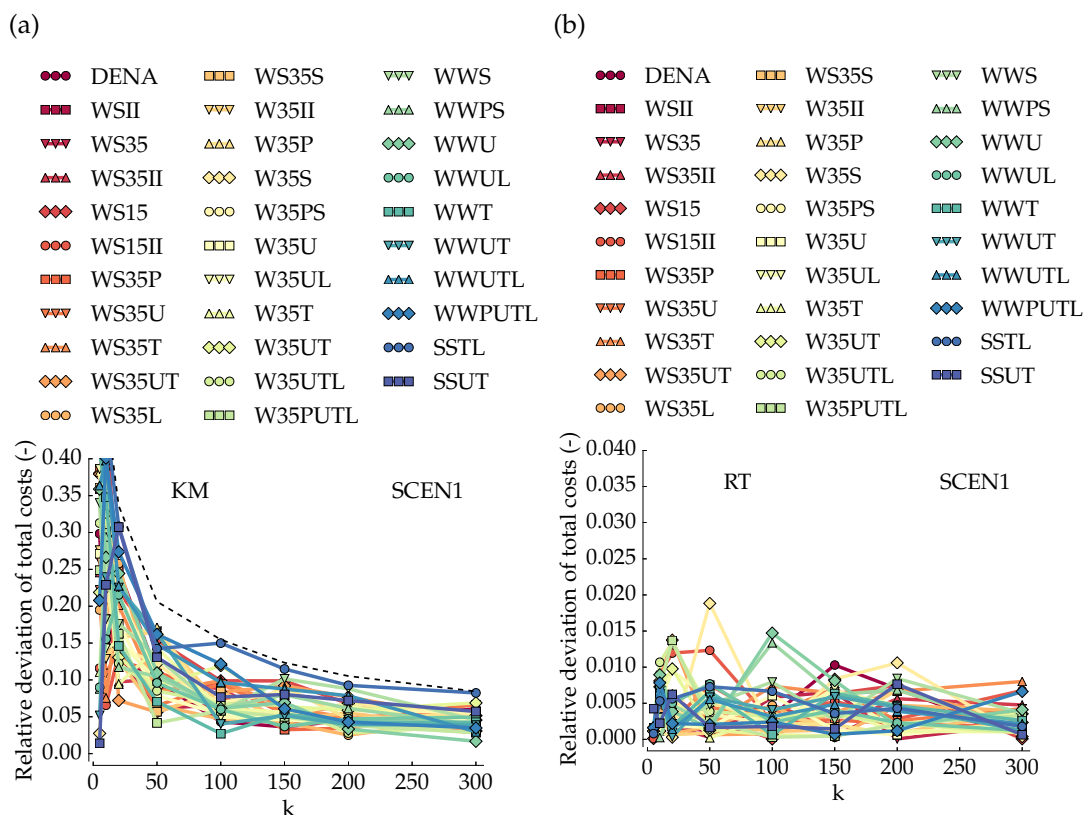 (a)
DENA WS35S WWS
WSII W35II WWPS
WS35 W35P WWU
WS35II W35S WWUL
WS15 W35PS WWT
WS15II W35U WWUT
WS35P W35UL WWUTL
WS35U W35T WWPUTL
WS35T W35UT SSTL
WS35UT W35UTL SSUT
WS35L W35PUTL
Relative deviation of total costs (-)
0.40
0.35
0.30
0.25
0.20
0.15
0.10
0.05
0.00
KM SCEN1
0 50 100 150 200 250 300
k
(b)
DENA WS35S WWS
WSII W35II WWPS
WS35 W35P WWU
WS35II W35S WWUL
WS15 W35PS WWT
WS15II W35U WWUT
WS35P W35UL WWUTL
WS35U W35T WWPUTL
WS35T W35UT SSTL
WS35UT W35UTL SSUT
WS35L W35PUTL
Relative deviation of total costs (-)
0.040
0.035
0.030
0.025
0.020
0.015
0.010
0.005
0.000
RT SCEN1
0 50 100 150 200 250 300
k